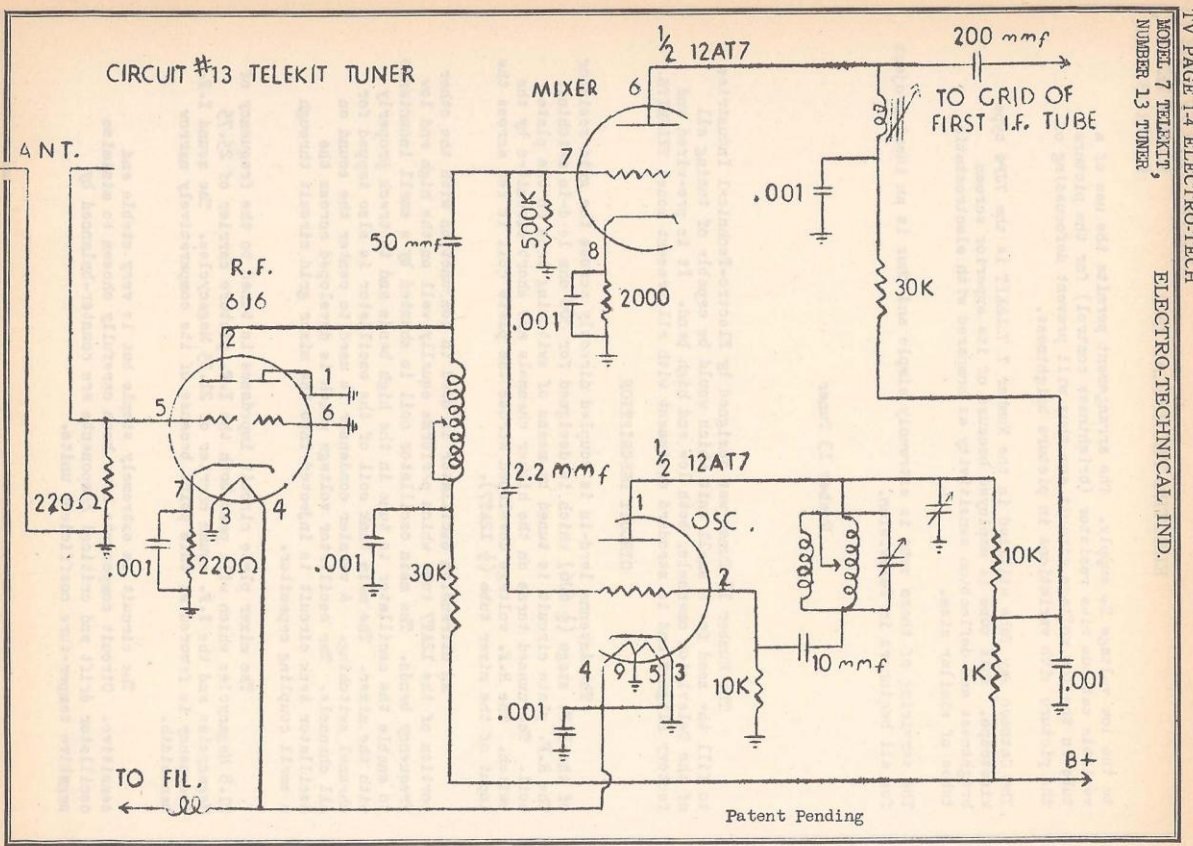 TV PAGE 1-4 ELECTRO-TECH
MODEL 7 TELEKIT,
NUMBER 13 TUNER
ELECTRO-TECHNICAL IND.
CIRCUIT #13 TELEKIT TUNER
ANT.
R.F.
6J6
2
1
5
6
7
3
4
220Ω
.001
220Ω
.001
30K
50 mmf
2.2 mmf
TO FIL.
½ 12AT7
MIXER
6
7
8
500K
.001
2000
200 mmf
TO GRID OF
FIRST I.F. TUBE
.001
30K
½ 12AT7
OSC.
1
2
4
9
5
3
.001
10K
10 mmf
10K
1K
.001
B+
Patent Pending